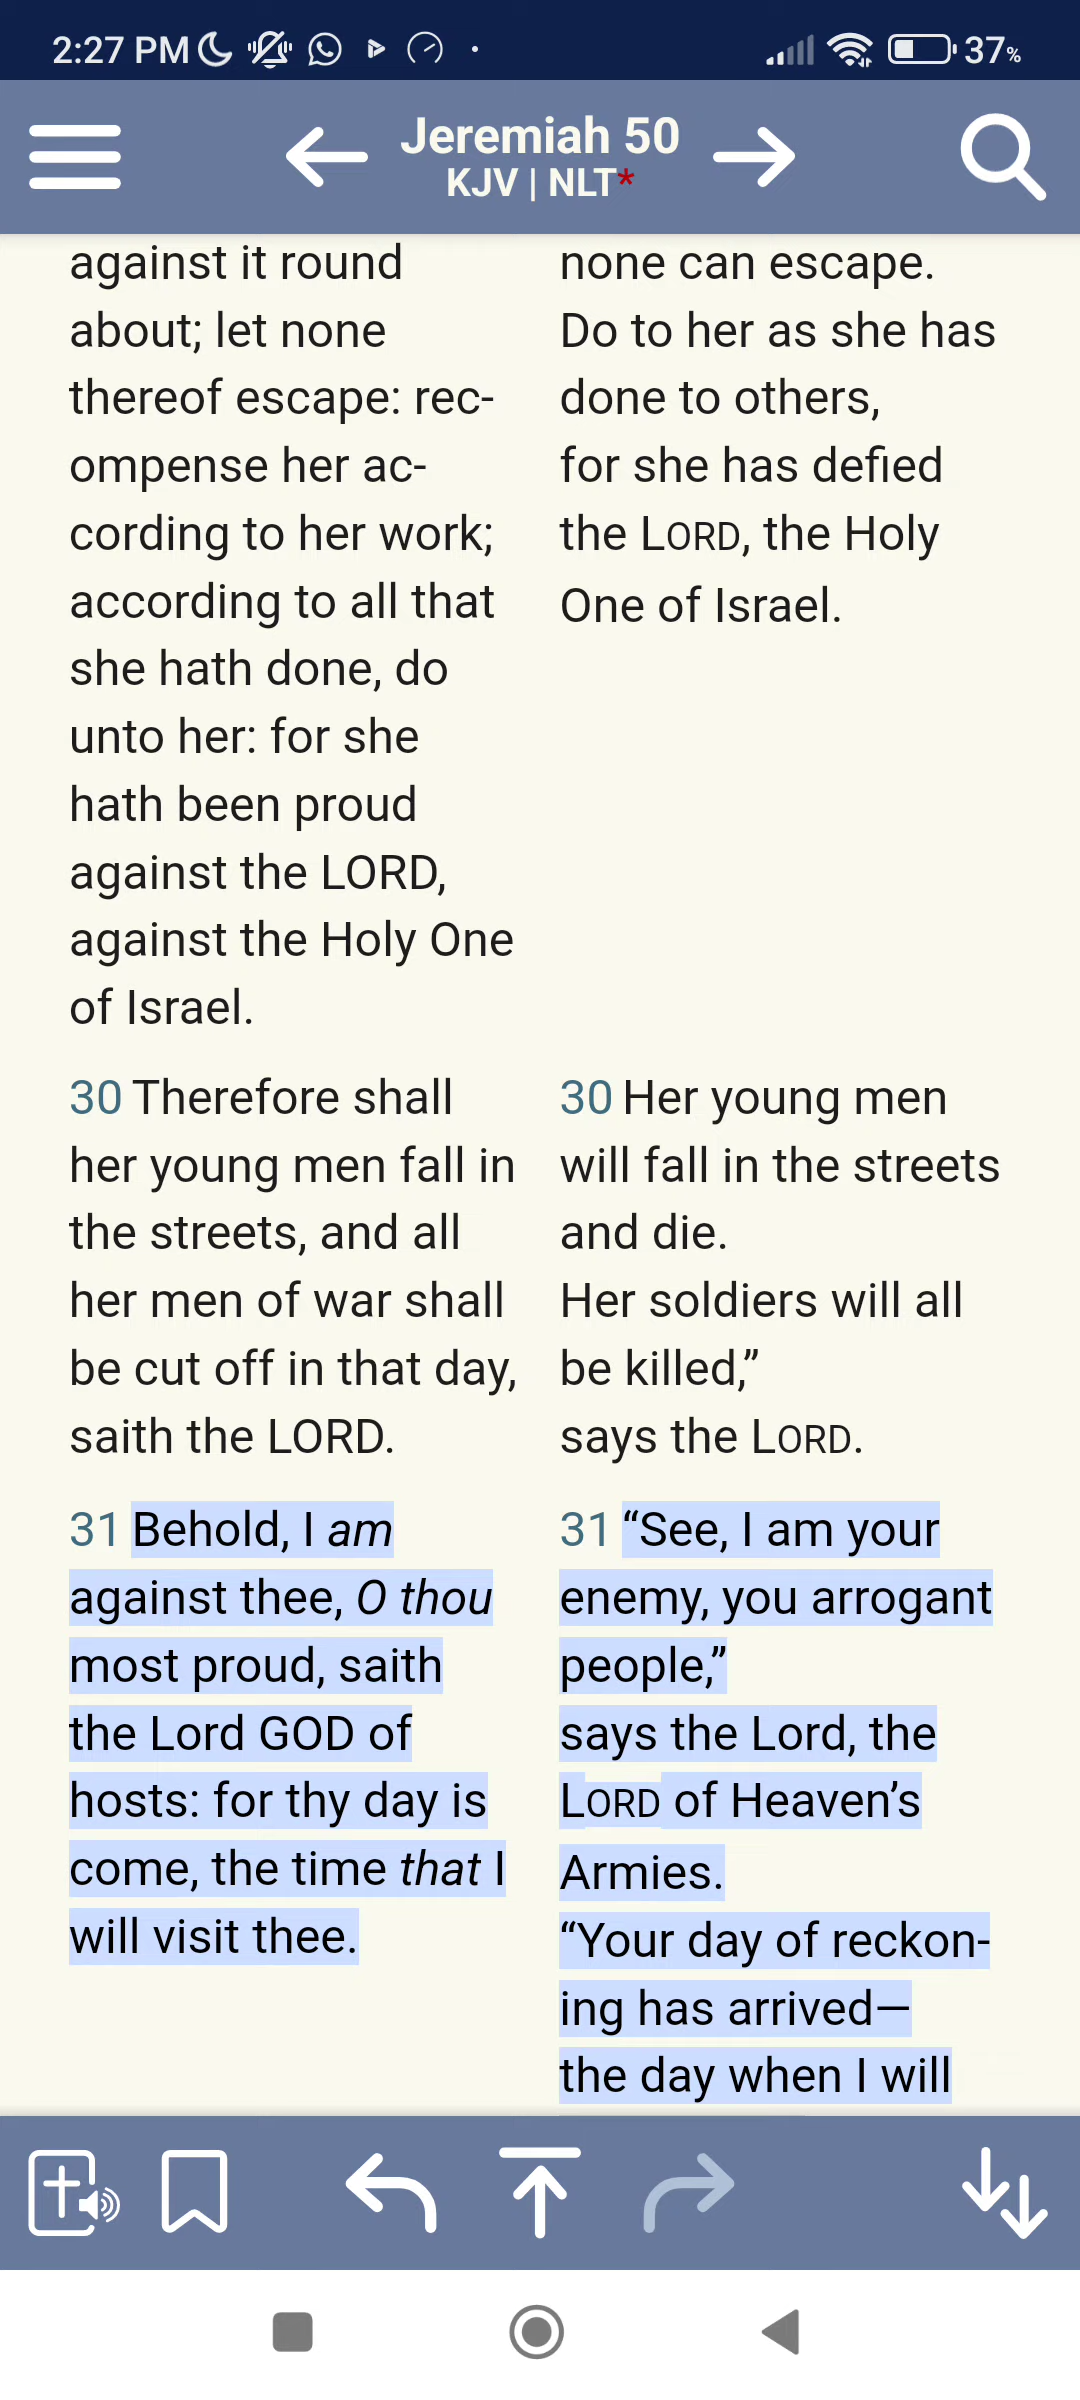 2:27 PM
37%
Jeremiah 50
KJV | NLT*
against it round
about; let none
thereof escape: rec-
ompense her ac-
cording to her work;
according to all that
she hath done, do
unto her: for she
hath been proud
against the LORD,
against the Holy One
of Israel.
none can escape.
Do to her as she has
done to others,
for she has defied
the LORD, the Holy
One of Israel.
30 Therefore shall
her young men fall in
the streets, and all
her men of war shall
be cut off in that day,
saith the LORD.
30 Her young men
will fall in the streets
and die.
Her soldiers will all
be killed,”
says the LORD.
31 Behold, I am
against thee, O thou
most proud, saith
the Lord GOD of
hosts: for thy day is
come, the time that I
will visit thee.
31 “See, I am your
enemy, you arrogant
people,”
says the Lord, the
LORD of Heaven’s
Armies.
“Your day of reckon-
ing has arrived—
the day when I will